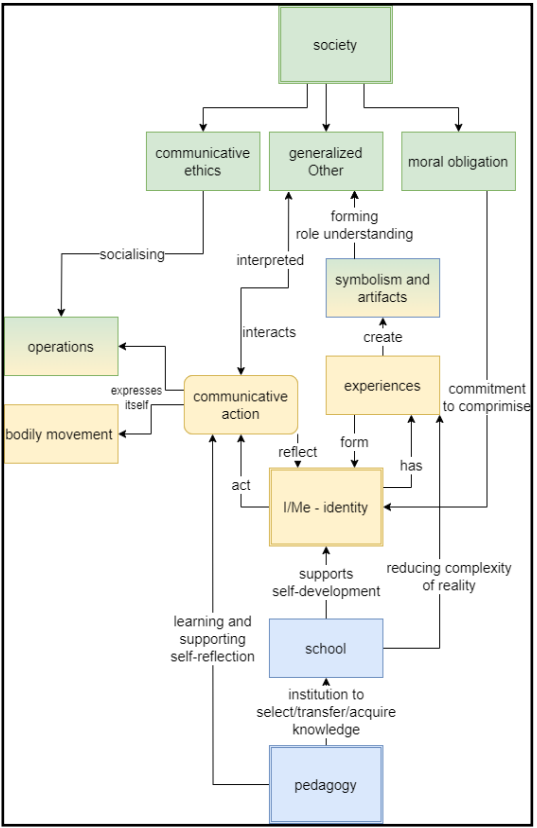 society
communicative
ethics
generalized
Other
moral obligation
forming
role understanding
socialising
interpreted
symbolism and
artifacts
operations
interacts
create
expresses
itself
communicative
action
experiences
commitment
to comprimise
bodily movement
reflect
form
has
act
I/Me - identity
supports
self-development
reducing complexity
of reality
learning and
supporting
self-reflection
school
institution to
select/transfer/acquire
knowledge
pedagogy